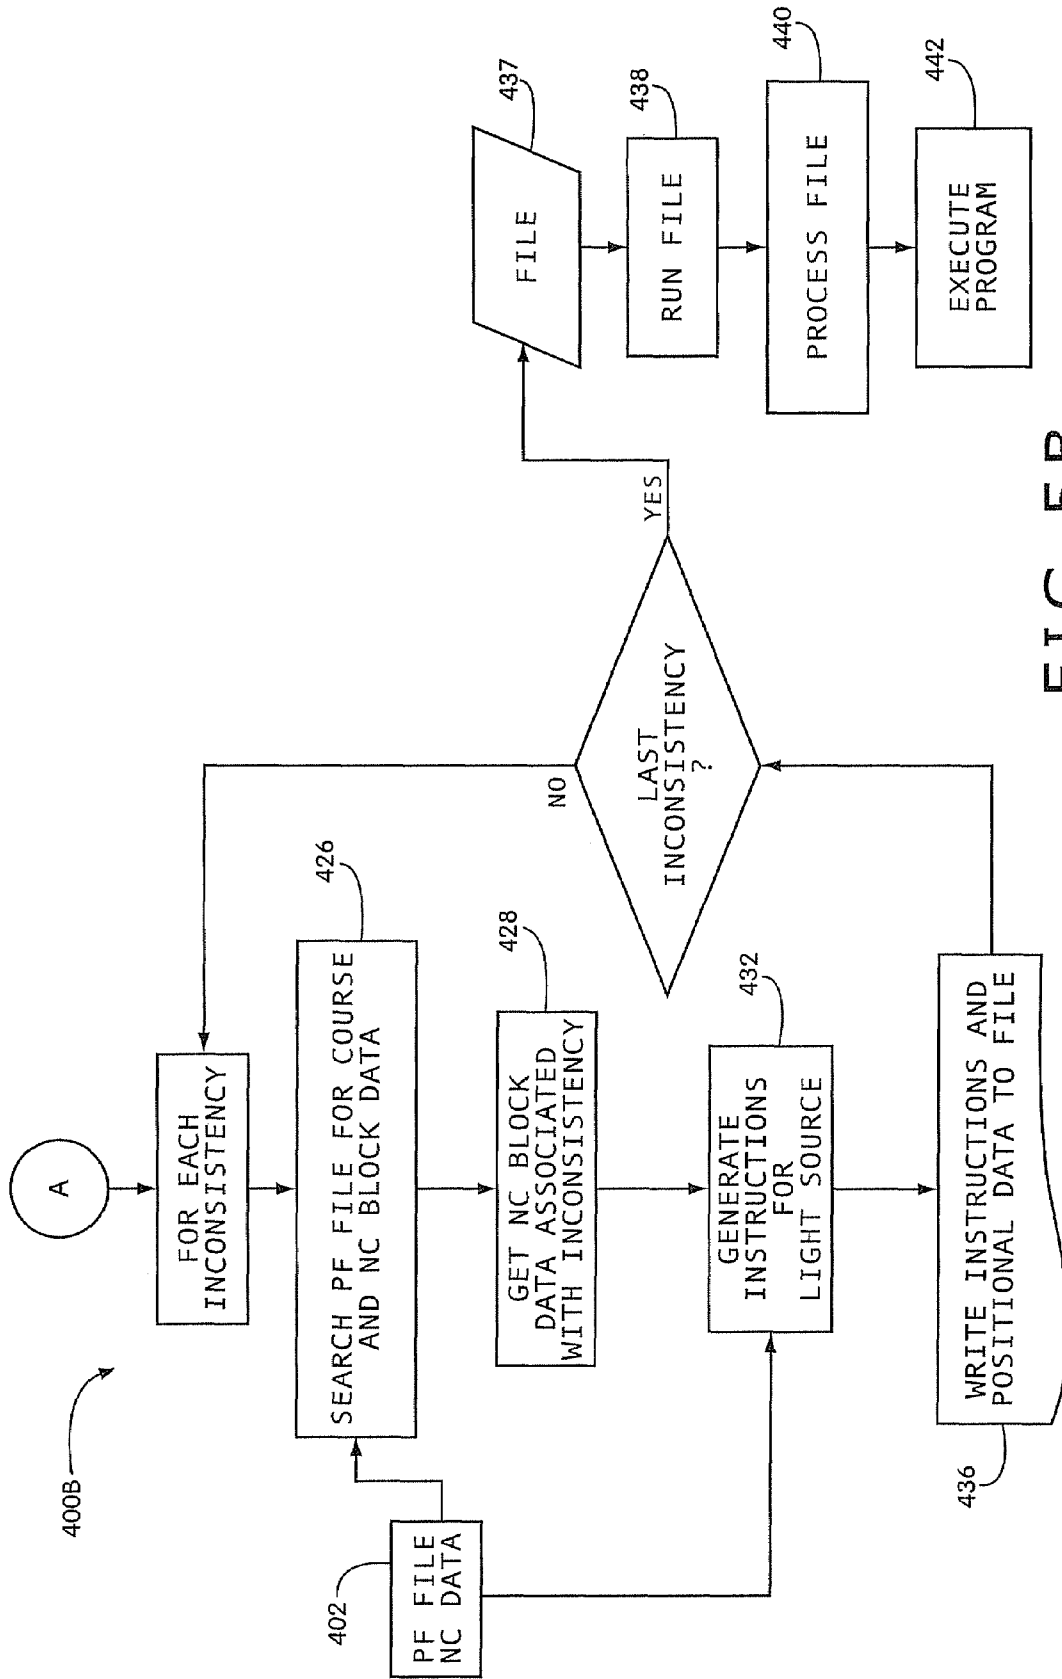 400B
A
FOR EACH
INCONSISTENCY
402
PF FILE
NC DATA
SEARCH PF FILE FOR COURSE
AND NC BLOCK DATA
426
GET NC BLOCK
DATA ASSOCIATED
WITH INCONSISTENCY
428
GENERATE
INSTRUCTIONS
FOR
LIGHT SOURCE
432
436
WRITE INSTRUCTIONS AND
POSITIONAL DATA TO FILE
NO
LAST
INCONSISTENCY
?
YES
FILE
437
RUN FILE
438
PROCESS FILE
440
EXECUTE
PROGRAM
442
FIG. 5B